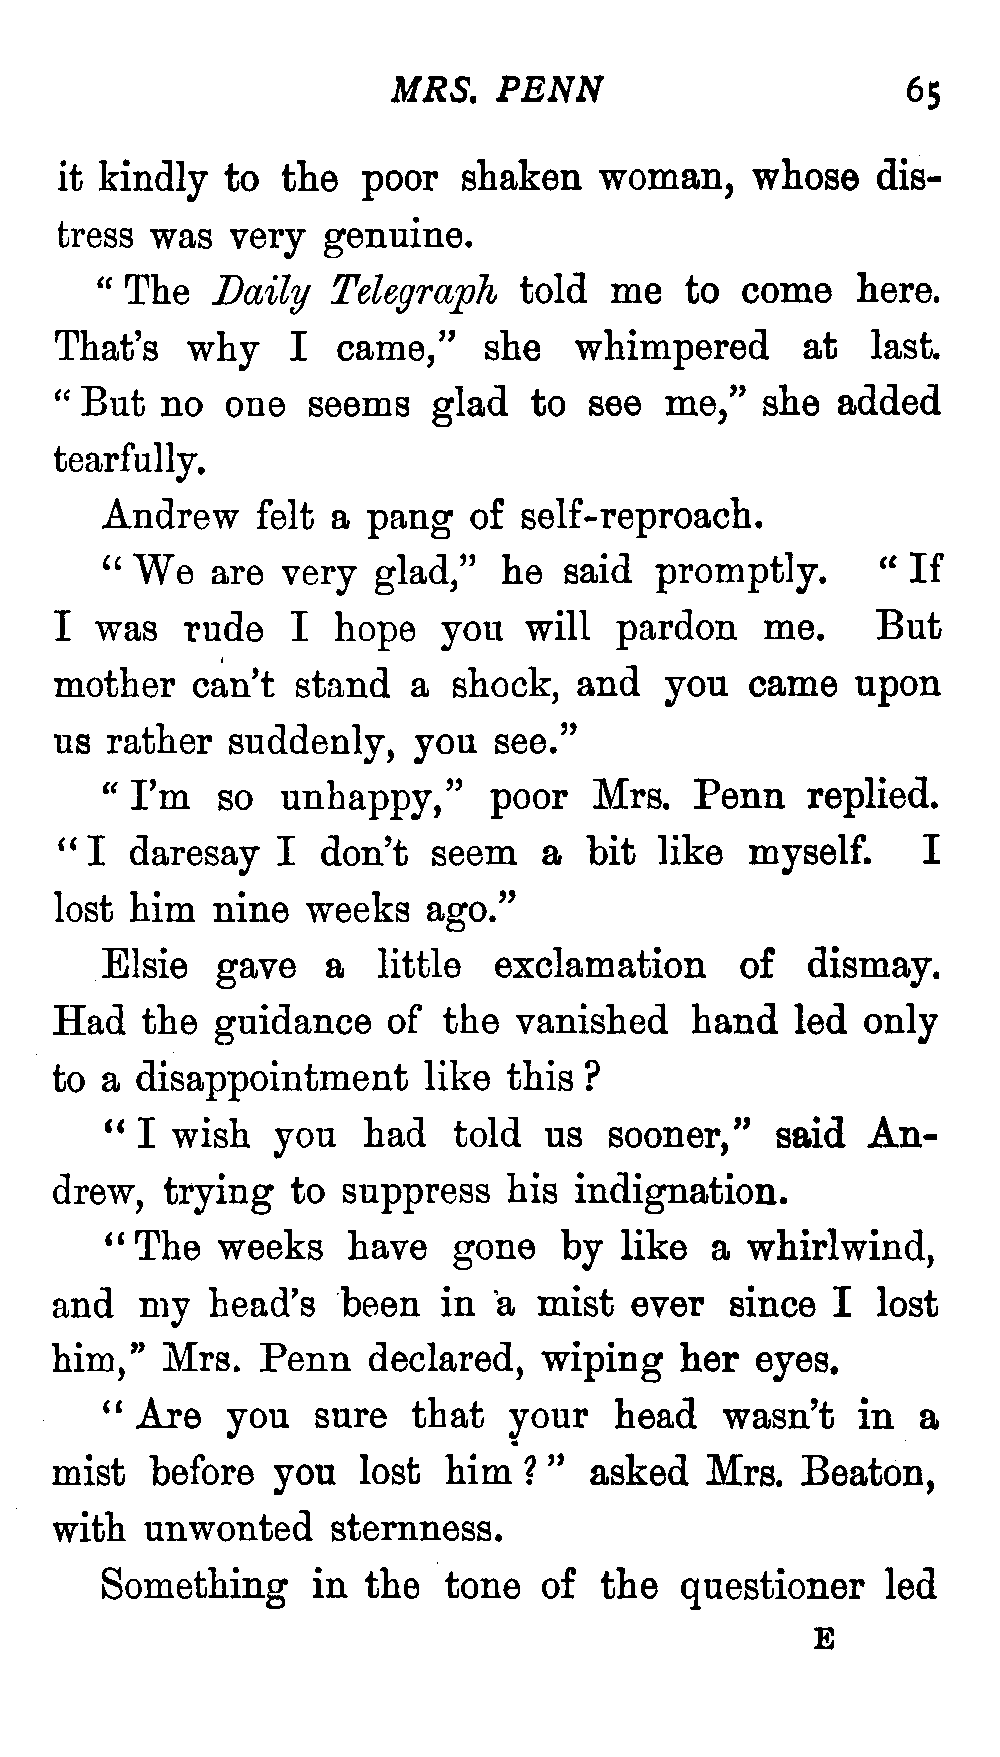 MRS. PENN 65
it kindly to the poor shaken woman, whose dis-
tress was very genuine.
“ The Daily Telegraph told me to come here.
That’s why I came,” she whimpered at last.
“ But no one seems glad to see me,” she added
tearfully.
Andrew felt a pang of self-reproach.
“ We are very glad,” he said promptly. “ If
I was rude I hope you will pardon me. But
mother can’t stand a shock, and you came upon
us rather suddenly, you see.”
“ I’m so unhappy,” poor Mrs. Penn replied.
“ I daresay I don’t seem a bit like myself. I
lost him nine weeks ago.”
Elsie gave a little exclamation of dismay.
Had the guidance of the vanished hand led only
to a disappointment like this ?
“ I wish you had told us sooner,” said An-
drew, trying to suppress his indignation.
“ The weeks have gone by like a whirlwind,
and my head’s been in a mist ever since I lost
him,” Mrs. Penn declared, wiping her eyes.
“ Are you sure that your head wasn’t in a
mist before you lost him ? ” asked Mrs. Beaton,
with unwonted sternness.
Something in the tone of the questioner led
E